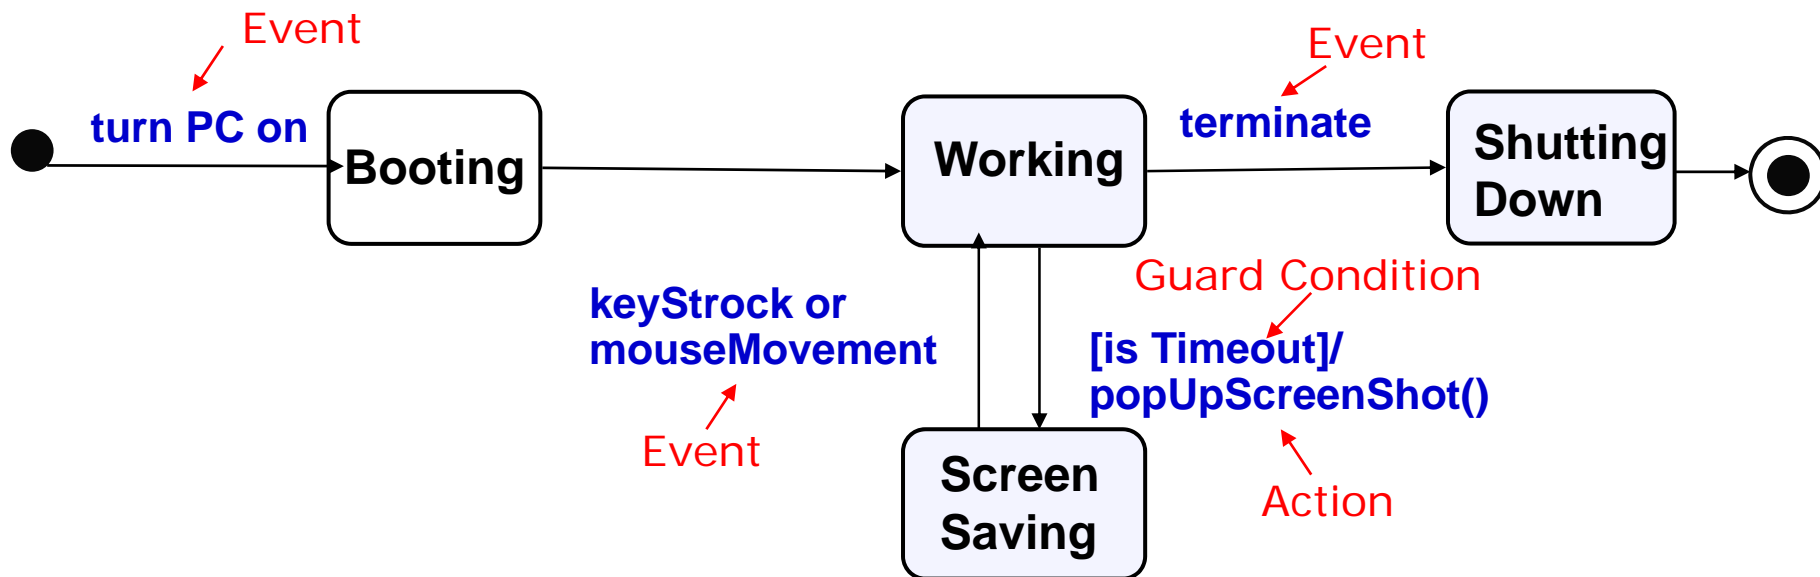 Event
Event
turn PC on
terminate
Booting
Working
Shutting
Down
Guard Condition
keyStrock or
mouseMovement
[is Timeout]/
popUpScreenShot()
Event
Screen
Saving
Action